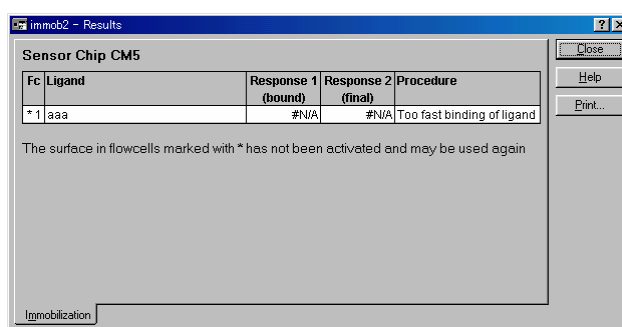 immob2 - Results
Close
Help
Print...
Sensor Chip CM5
Fc Ligand Response 1 (bound) Response 2 (final) Procedure
* 1 aaa #N/A #N/A Too fast binding of ligand
The surface in flowcells marked with * has not been activated and may be used again
Immobilization